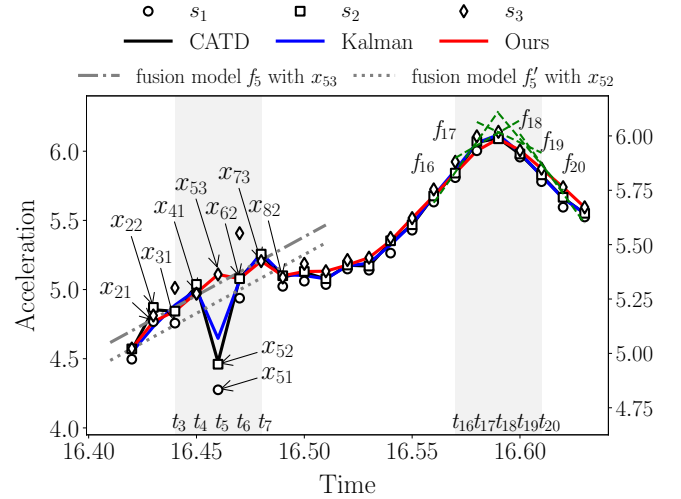 s₁ s₂ s₃
CATD Kalman Ours
fusion model f₅ with x₅₃ fusion model f₅′ with x₅₂
Acceleration
6.0
5.5
5.0
4.5
4.0
x₅₃
x₇₃
x₂₂
x₄₁
x₆₂
x₈₂
x₃₁
x₂₁
x₅₂
x₅₁
f₁₇
f₁₈
f₁₆
f₁₉
f₂₀
6.00
5.75
5.50
5.25
5.00
4.75
t₃ t₄ t₅ t₆ t₇ t₁₆ t₁₇ t₁₈ t₁₉ t₂₀
16.40 16.45 16.50 16.55 16.60
Time